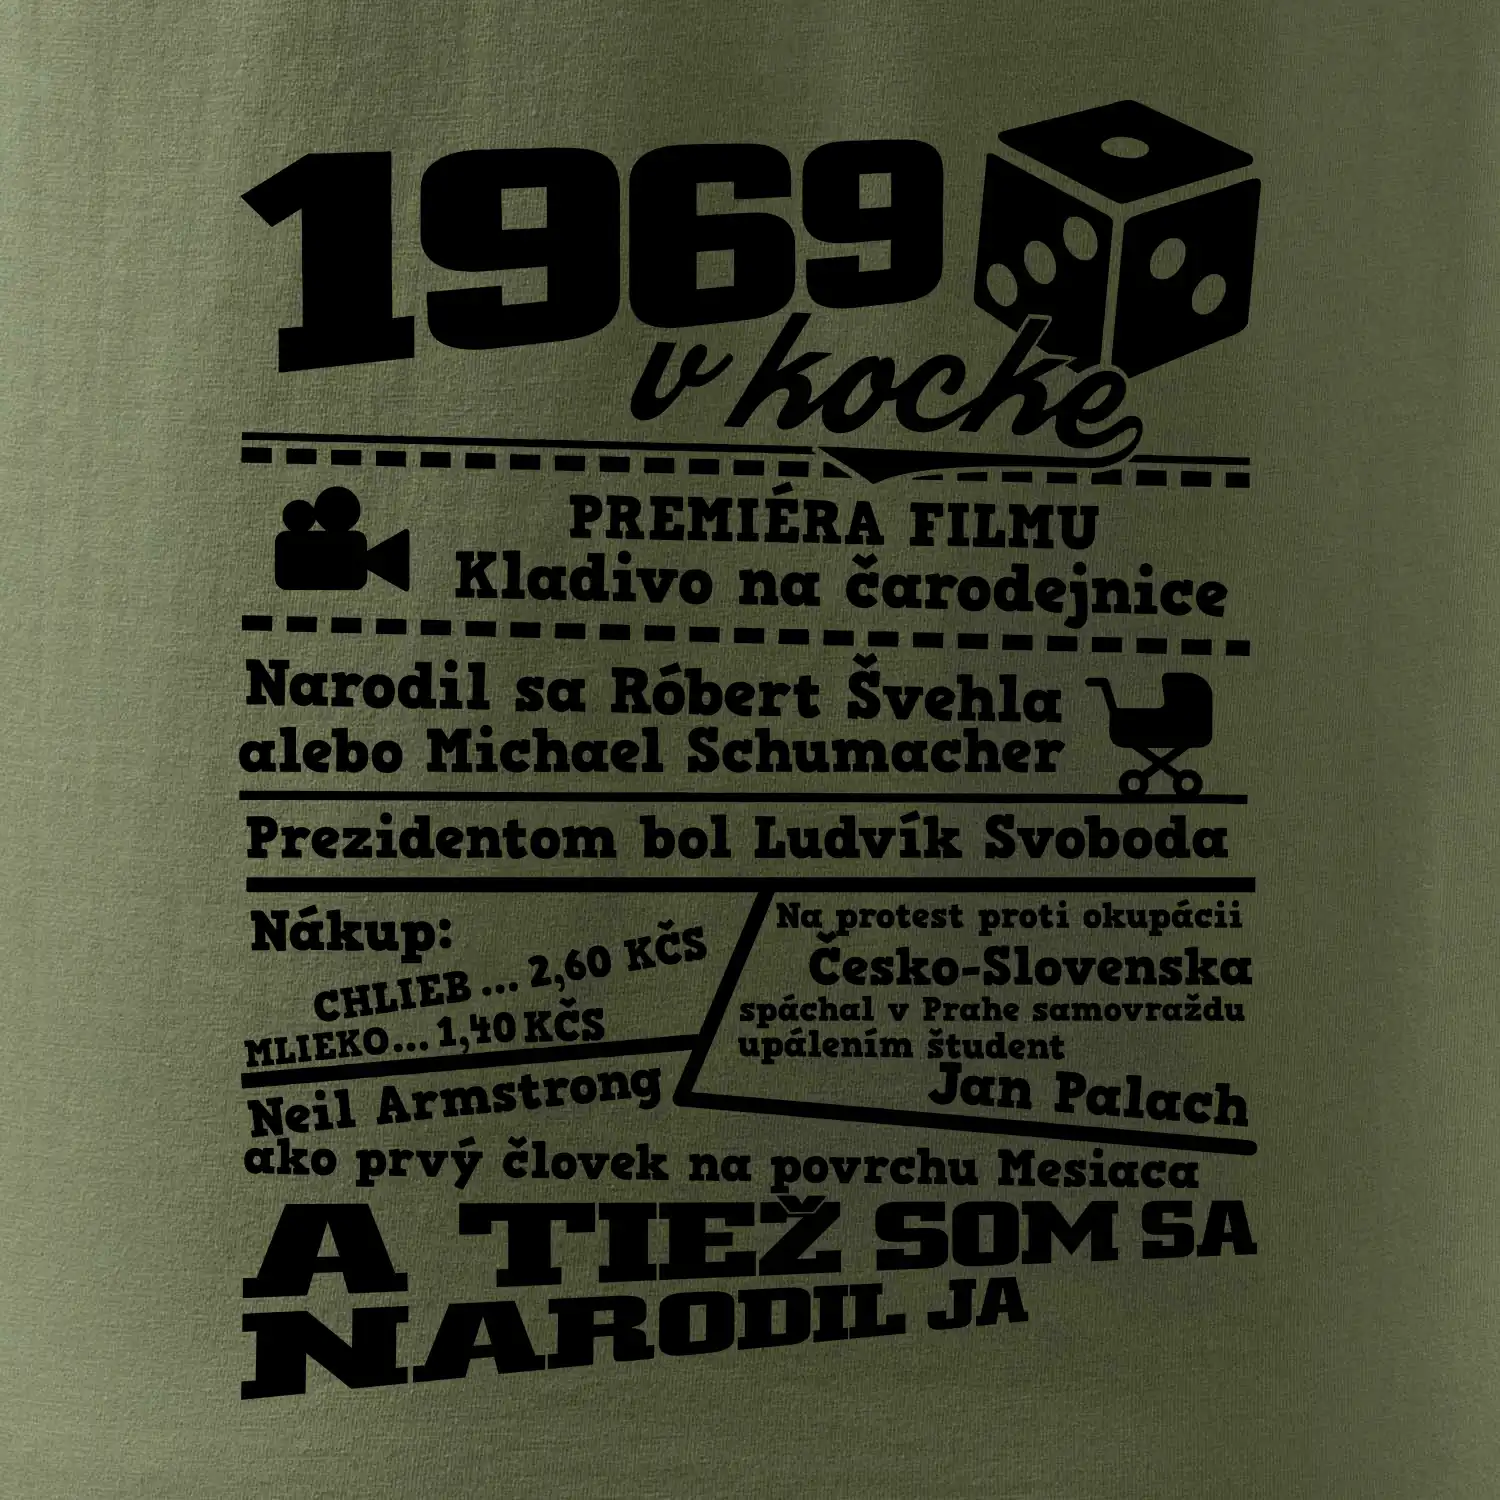 1969
v kocke
PREMIÉRA FILMU
Kladivo na čarodejnice
Narodil sa Róbert Švehla
alebo Michael Schumacher
Prezidentom bol Ludvík Svoboda
Nákup:
CHLIEB ... 2,60 KČS
MLIEKO... 1,40 KČS
Na protest proti okupácii
Česko-Slovenska
spáchal v Prahe samovraždu
upálením študent
Jan Palach
Neil Armstrong
ako prvý človek na povrchu Mesiaca
A TIEŽ SOM SA
NARODIL JA